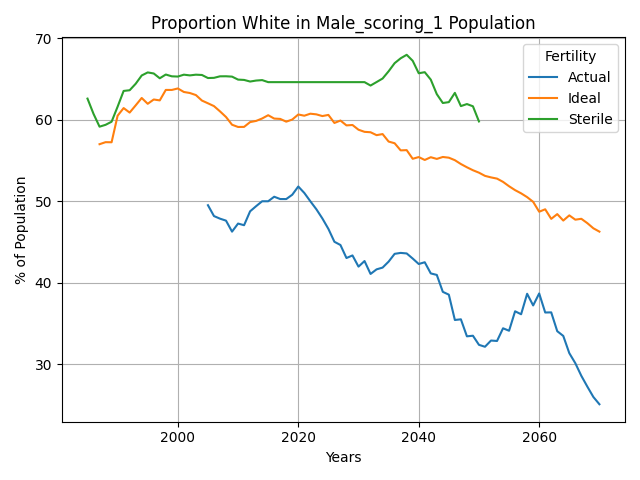 Proportion White in Male_scoring_1 Population
70
60
50
40
30
% of Population
Fertility
Actual
Ideal
Sterile
2000
2020
2040
2060
Years